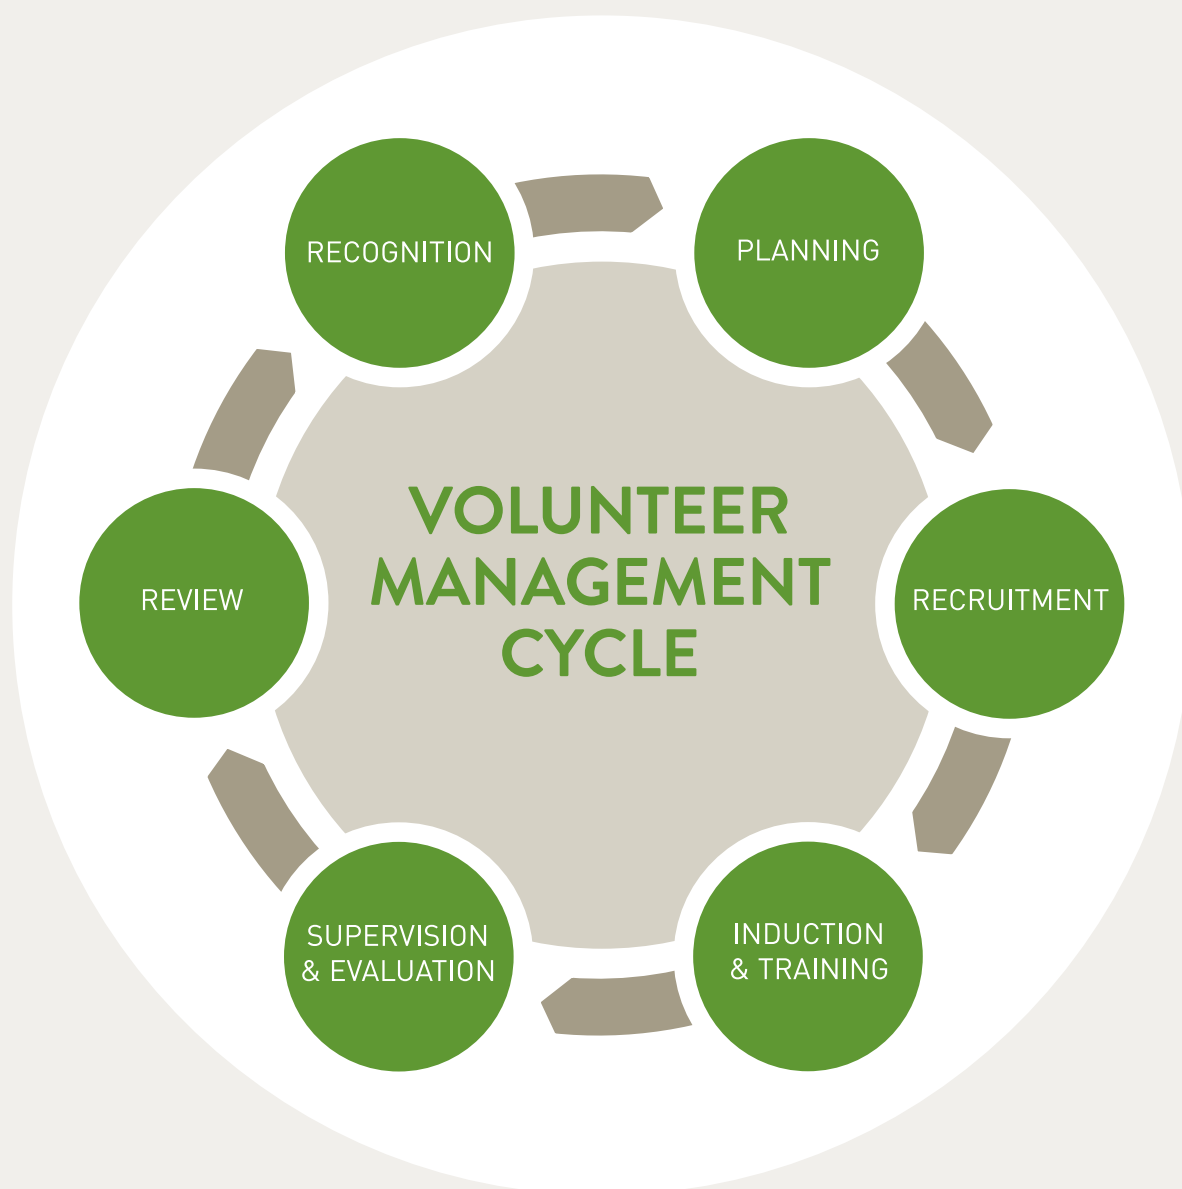 RECOGNITION
PLANNING
VOLUNTEER
MANAGEMENT
CYCLE
REVIEW
RECRUITMENT
SUPERVISION
& EVALUATION
INDUCTION
& TRAINING